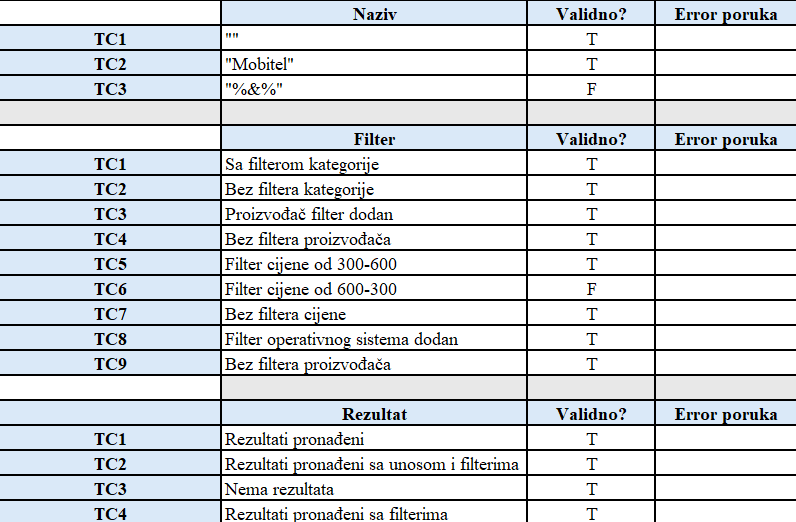 Naziv Validno? Error poruka
TC1 "" T
TC2 "Mobitel" T
TC3 "%&%" F
Filter Validno? Error poruka
TC1 Sa filterom kategorije T
TC2 Bez filtera kategorije T
TC3 Proizvođač filter dodan T
TC4 Bez filtera proizvođača T
TC5 Filter cijene od 300-600 T
TC6 Filter cijene od 600-300 F
TC7 Bez filtera cijene T
TC8 Filter operativnog sistema dodan T
TC9 Bez filtera proizvođača T
Rezultat Validno? Error poruka
TC1 Rezultati pronađeni T
TC2 Rezultati pronađeni sa unosom i filterima T
TC3 Nema rezultata T
TC4 Rezultati pronađeni sa filterima T